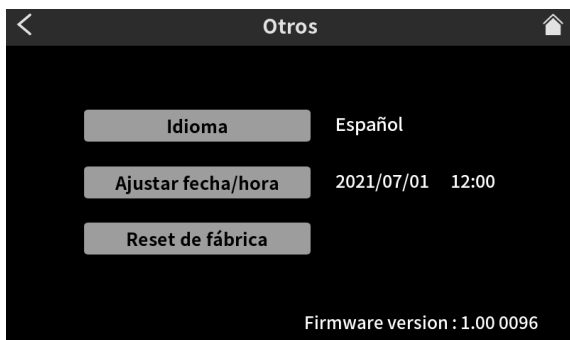 Otros
Idioma Español
Ajustar fecha/hora 2021/07/01 12:00
Reset de fábrica
Firmware version : 1.00 0096